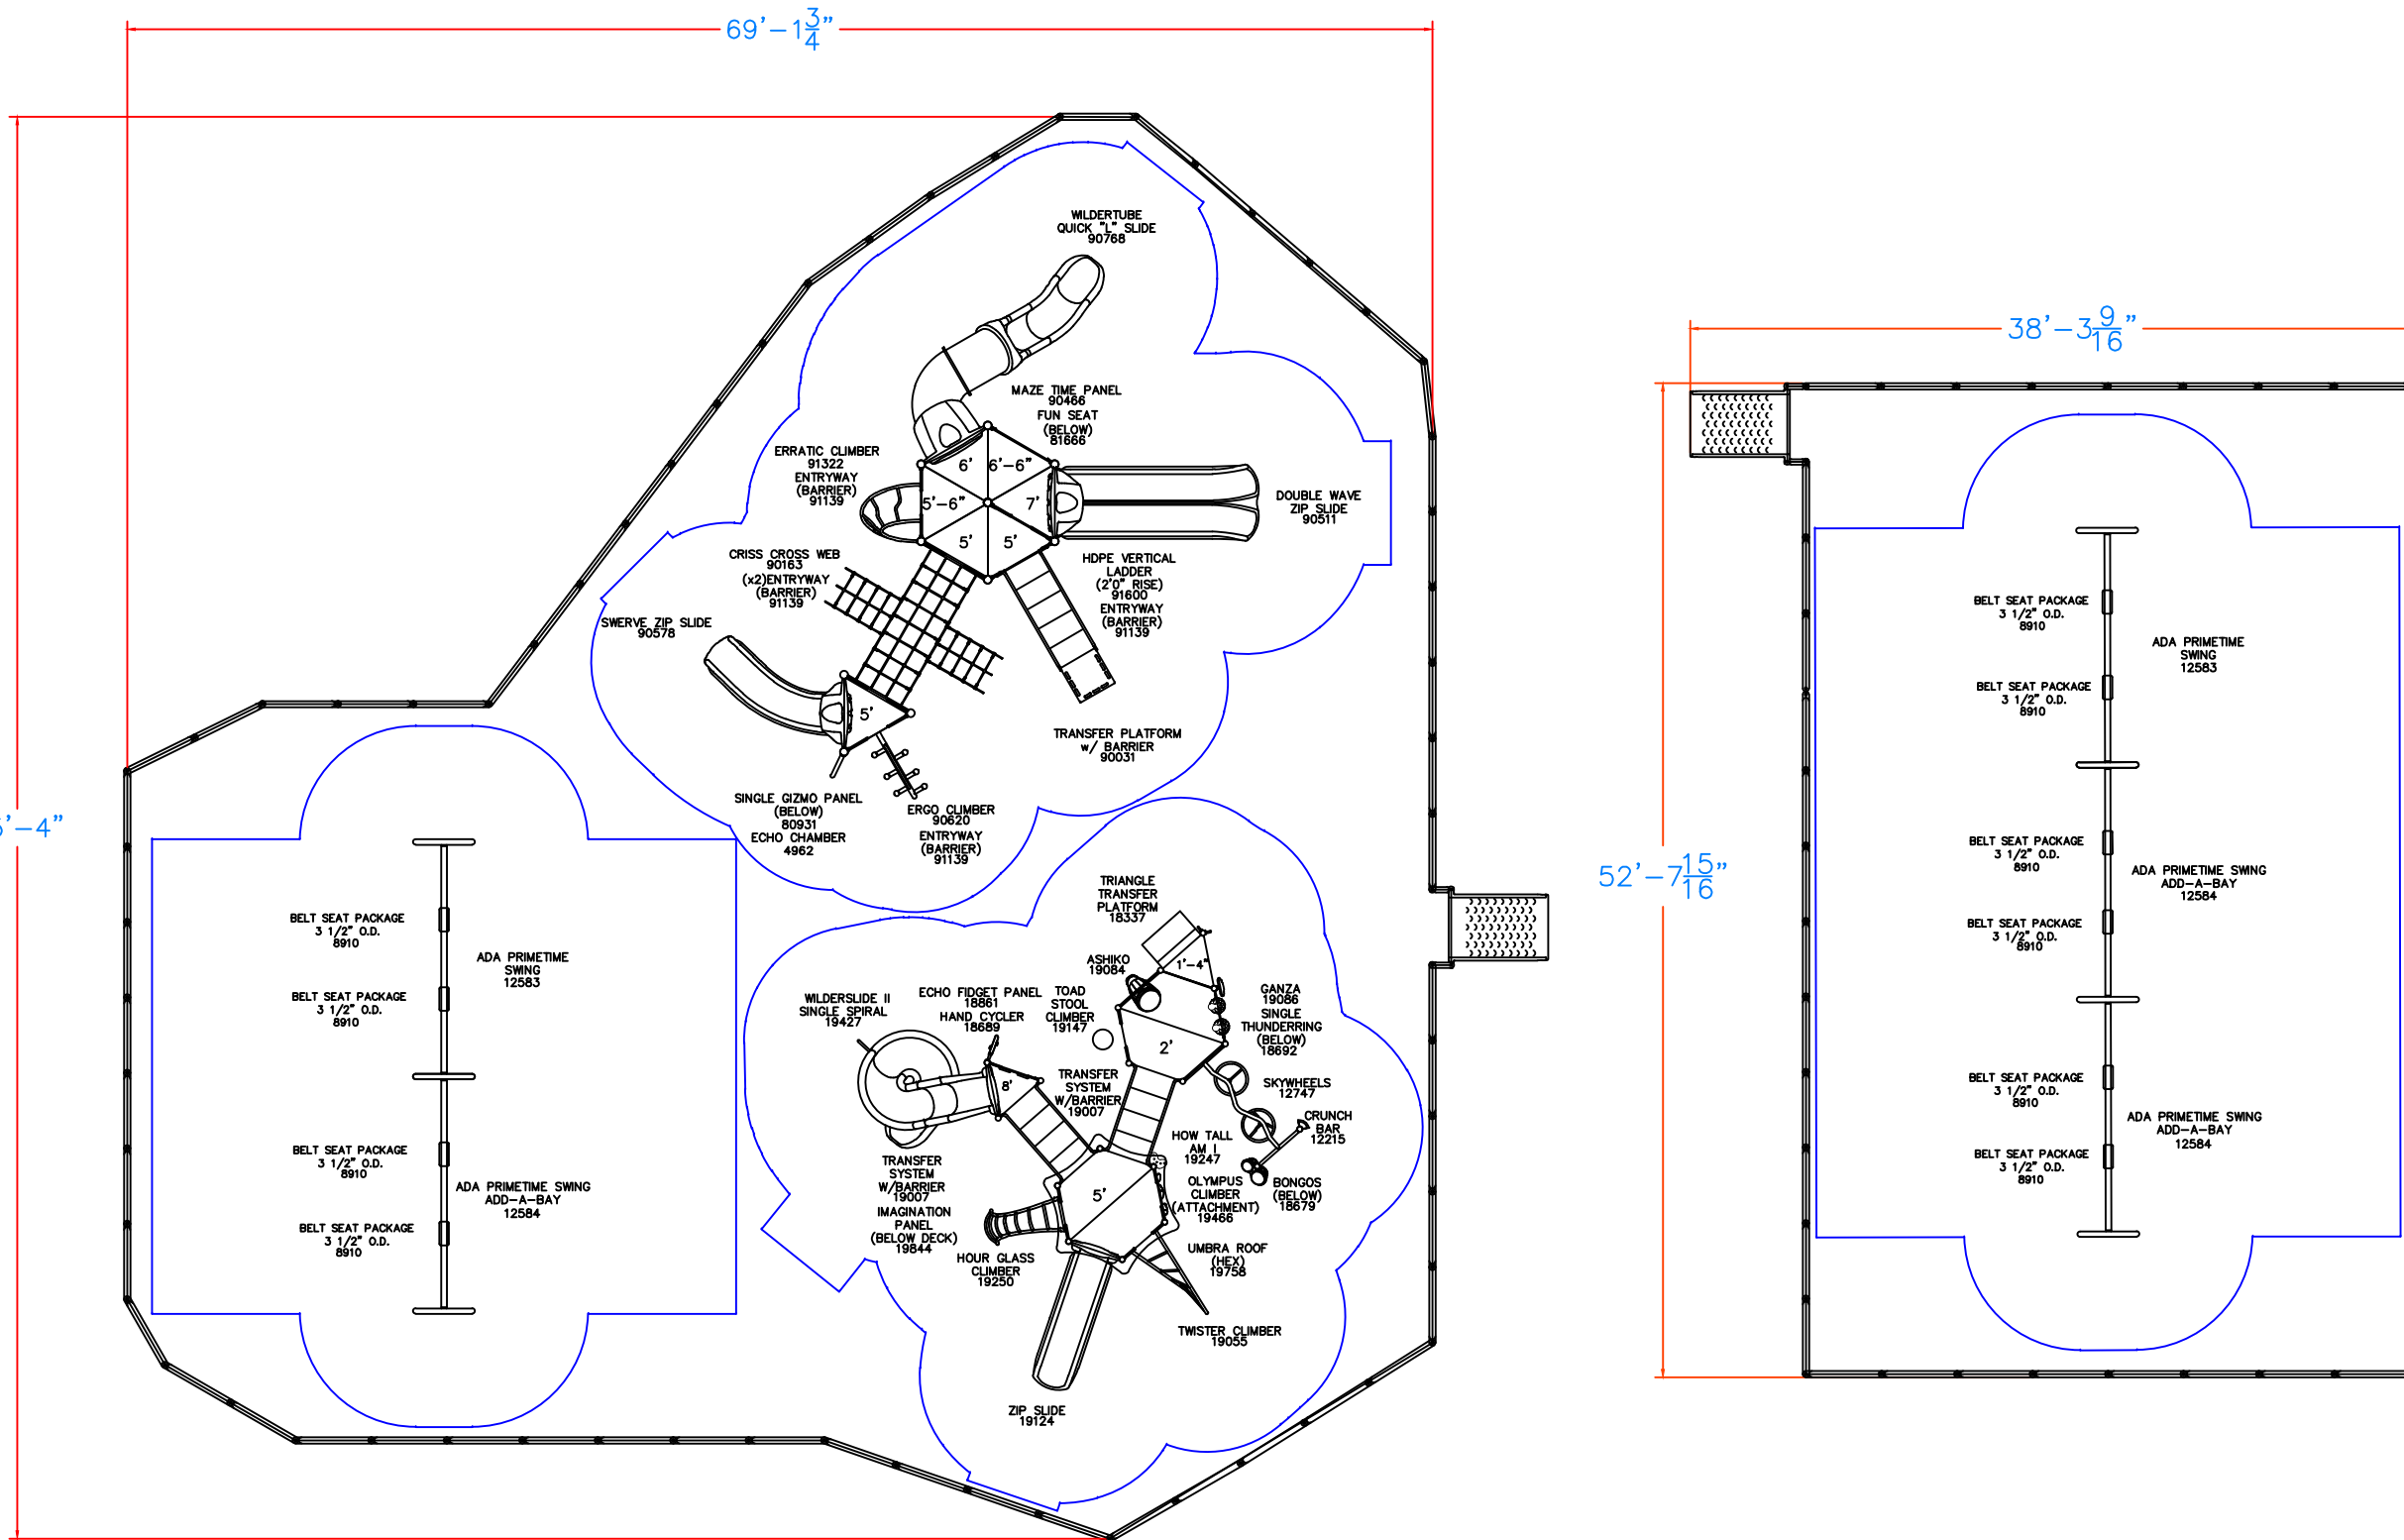 69'-1 3/4"
38'-3 9/16"
52'-7 15/16"
'-4"
WILDERTUBE
QUICK "L" SLIDE
90768
MAZE TIME PANEL
90466
FUN SEAT
(BELOW)
81666
ERRATIC CLIMBER
91322
ENTRYWAY
(BARRIER)
91139
6'
6'-6"
5'-6"
7'
5'
5'
DOUBLE WAVE
ZIP SLIDE
90511
CRISS CROSS WEB
90163
(x2)ENTRYWAY
(BARRIER)
91139
HDPE VERTICAL
LADDER
(2'0" RISE)
91600
ENTRYWAY
(BARRIER)
91139
SWERVE ZIP SLIDE
90578
5'
TRANSFER PLATFORM
w/ BARRIER
90031
SINGLE GIZMO PANEL
(BELOW)
80931
ECHO CHAMBER
4962
ERGO CLIMBER
90620
ENTRYWAY
(BARRIER)
91139
BELT SEAT PACKAGE
3 1/2" O.D.
8910
ADA PRIMETIME
SWING
12583
BELT SEAT PACKAGE
3 1/2" O.D.
8910
BELT SEAT PACKAGE
3 1/2" O.D.
8910
ADA PRIMETIME SWING
ADD-A-BAY
12584
BELT SEAT PACKAGE
3 1/2" O.D.
8910
TRIANGLE
TRANSFER
PLATFORM
18337
1'-4"
ASHIKO
19084
WILDERSLIDE II
SINGLE SPIRAL
19427
ECHO FIDGET PANEL
18861
HAND CYCLER
18689
TOAD
STOOL
CLIMBER
19147
GANZA
19086
SINGLE
THUNDERRING
(BELOW)
18692
2'
8'
TRANSFER
SYSTEM
W/BARRIER
19007
SKYWHEELS
12747
CRUNCH
BAR
12215
HOW TALL
AM I
19247
TRANSFER
SYSTEM
W/BARRIER
19007
IMAGINATION
PANEL
(BELOW DECK)
19844
5'
OLYMPUS
CLIMBER
(ATTACHMENT)
19466
BONGOS
(BELOW)
18679
HOUR GLASS
CLIMBER
19250
UMBRA ROOF
(HEX)
19758
TWISTER CLIMBER
19055
ZIP SLIDE
19124
BELT SEAT PACKAGE
3 1/2" O.D.
8910
ADA PRIMETIME
SWING
12583
BELT SEAT PACKAGE
3 1/2" O.D.
8910
BELT SEAT PACKAGE
3 1/2" O.D.
8910
ADA PRIMETIME SWING
ADD-A-BAY
12584
BELT SEAT PACKAGE
3 1/2" O.D.
8910
BELT SEAT PACKAGE
3 1/2" O.D.
8910
ADA PRIMETIME SWING
ADD-A-BAY
12584
BELT SEAT PACKAGE
3 1/2" O.D.
8910